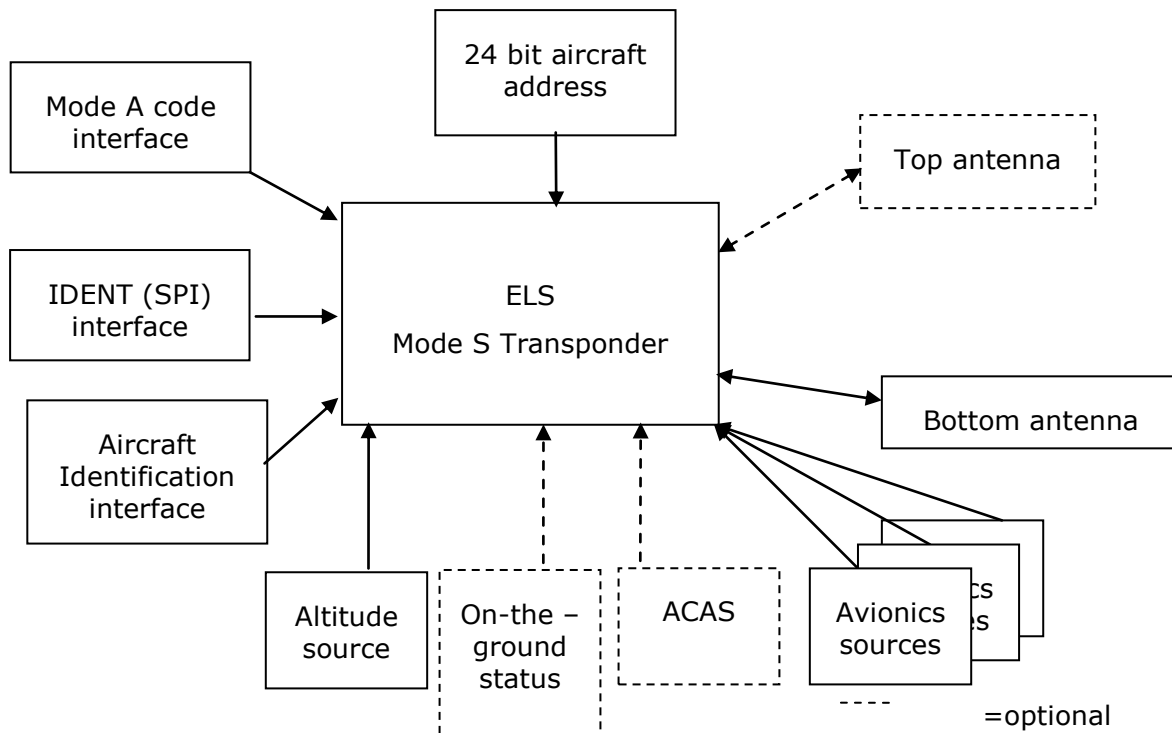 24 bit aircraft
address
Mode A code
interface
Top antenna
IDENT (SPI)
interface
ELS
Mode S Transponder
Aircraft
Identification
interface
Bottom antenna
Altitude
source
On-the –
ground
status
ACAS
Avionics
sources
=optional